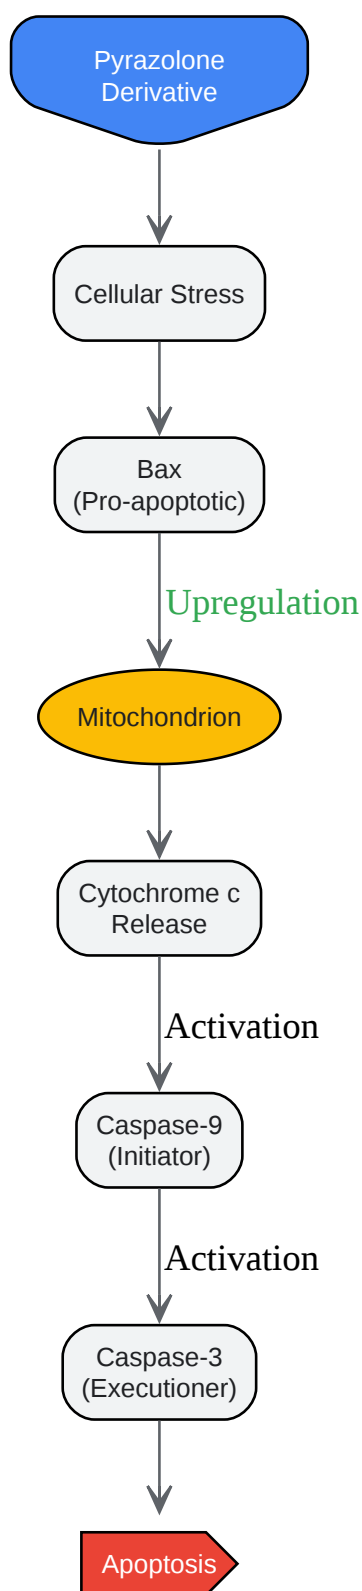 Pyrazolone
Derivative
Cellular Stress
Bax
(Pro-apoptotic)
Upregulation
Mitochondrion
Cytochrome c
Release
Activation
Caspase-9
(Initiator)
Activation
Caspase-3
(Executioner)
Apoptosis